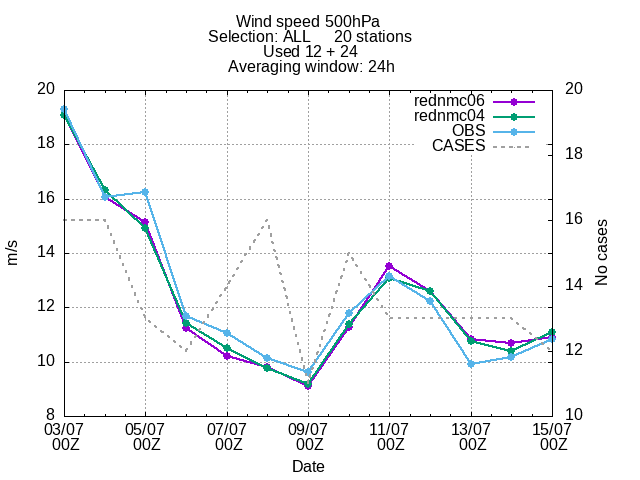 Wind speed 500hPa
Selection: ALL 20 stations
Used 12 + 24
Averaging window: 24h
rednmc06
rednmc04
OBS
CASES
20
18
16
14
12
10
8
m/s
20
18
16
14
12
10
No cases
03/07 05/07 07/07 09/07 11/07 13/07 15/07
00Z 00Z 00Z 00Z 00Z 00Z 00Z
Date